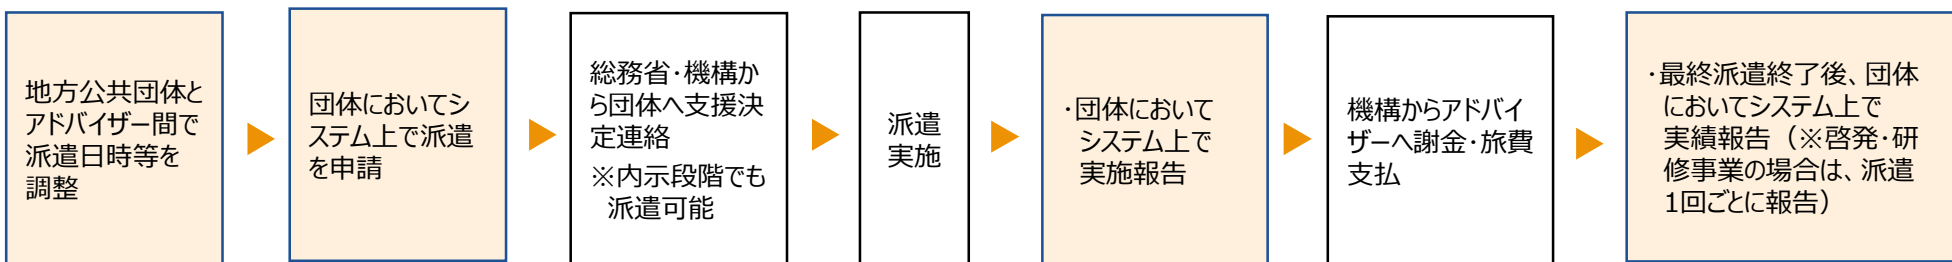 地方公共団体と
アドバイザー間で
派遣日時等を
調整
団体においてシ
ステム上で派遣
を申請
総務省・機構か
ら団体へ支援決
定連絡
※内示段階でも
派遣可能
派遣
実施
・団体において
システム上で
実施報告
機構からアドバイ
ザーへ謝金・旅費
支払
・最終派遣終了後、団体
においてシステム上で
実績報告（※啓発・研
修事業の場合は、派遣
1回ごとに報告）